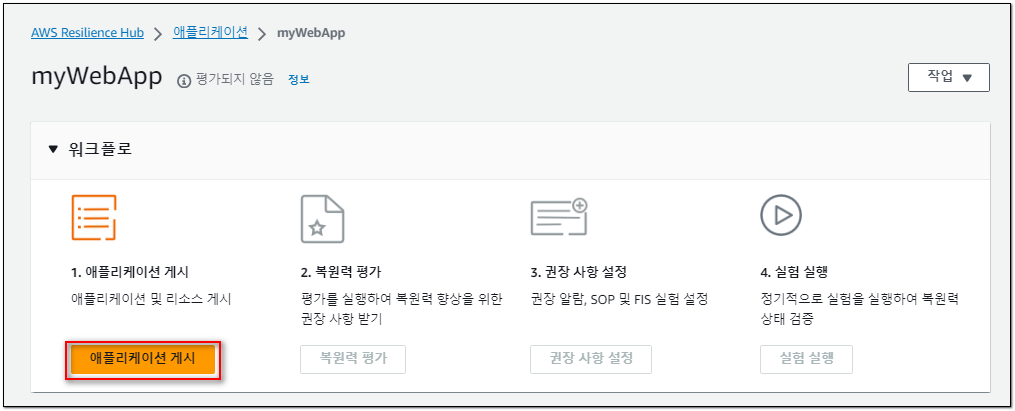 AWS Resilience Hub > 애플리케이션 > myWebApp
myWebApp 평가되지 않음 정보
작업
워크플로
1. 애플리케이션 게시
애플리케이션 및 리소스 게시
애플리케이션 게시
2. 복원력 평가
평가를 실행하여 복원력 향상을 위한
권장 사항 받기
복원력 평가
3. 권장 사항 설정
권장 알람, SOP 및 FIS 실험 설정
권장 사항 설정
4. 실험 실행
정기적으로 실험을 실행하여 복원력
상태 검증
실험 실행